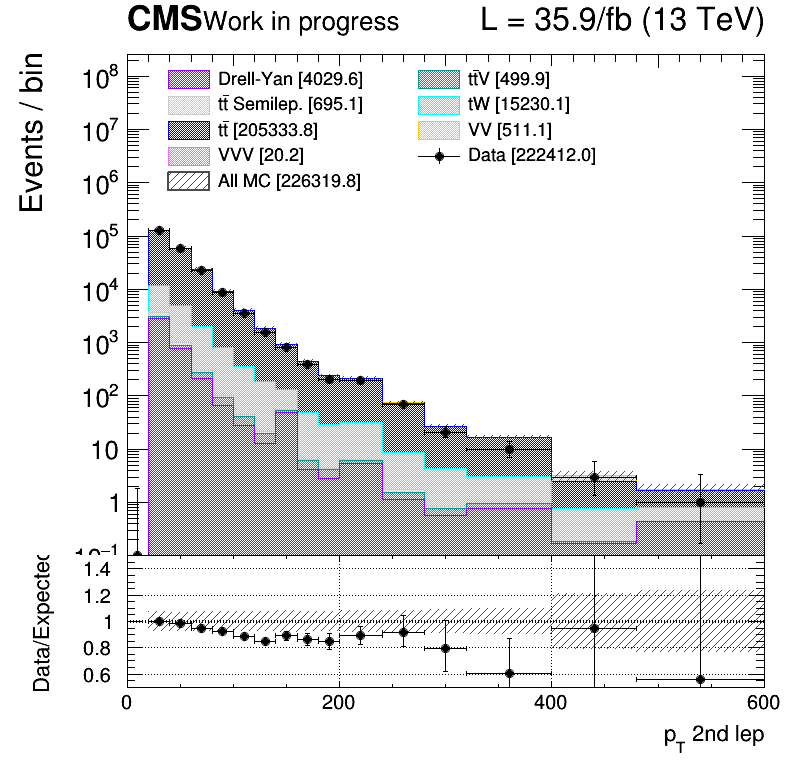 CMS Work in progress L = 35.9/fb (13 TeV)
Events / bin
Drell-Yan [4029.6] tt̄V [499.9]
tt̄ Semilep. [695.1] tW [15230.1]
tt̄ [205333.8] VV [511.1]
VVV [20.2] Data [222412.0]
All MC [226319.8]
10⁸
10⁷
10⁶
10⁵
10⁴
10³
10²
10
1
10⁻¹
Data/Expected
1.4
1.2
1
0.8
0.6
0 200 400 600
p_T 2nd lep